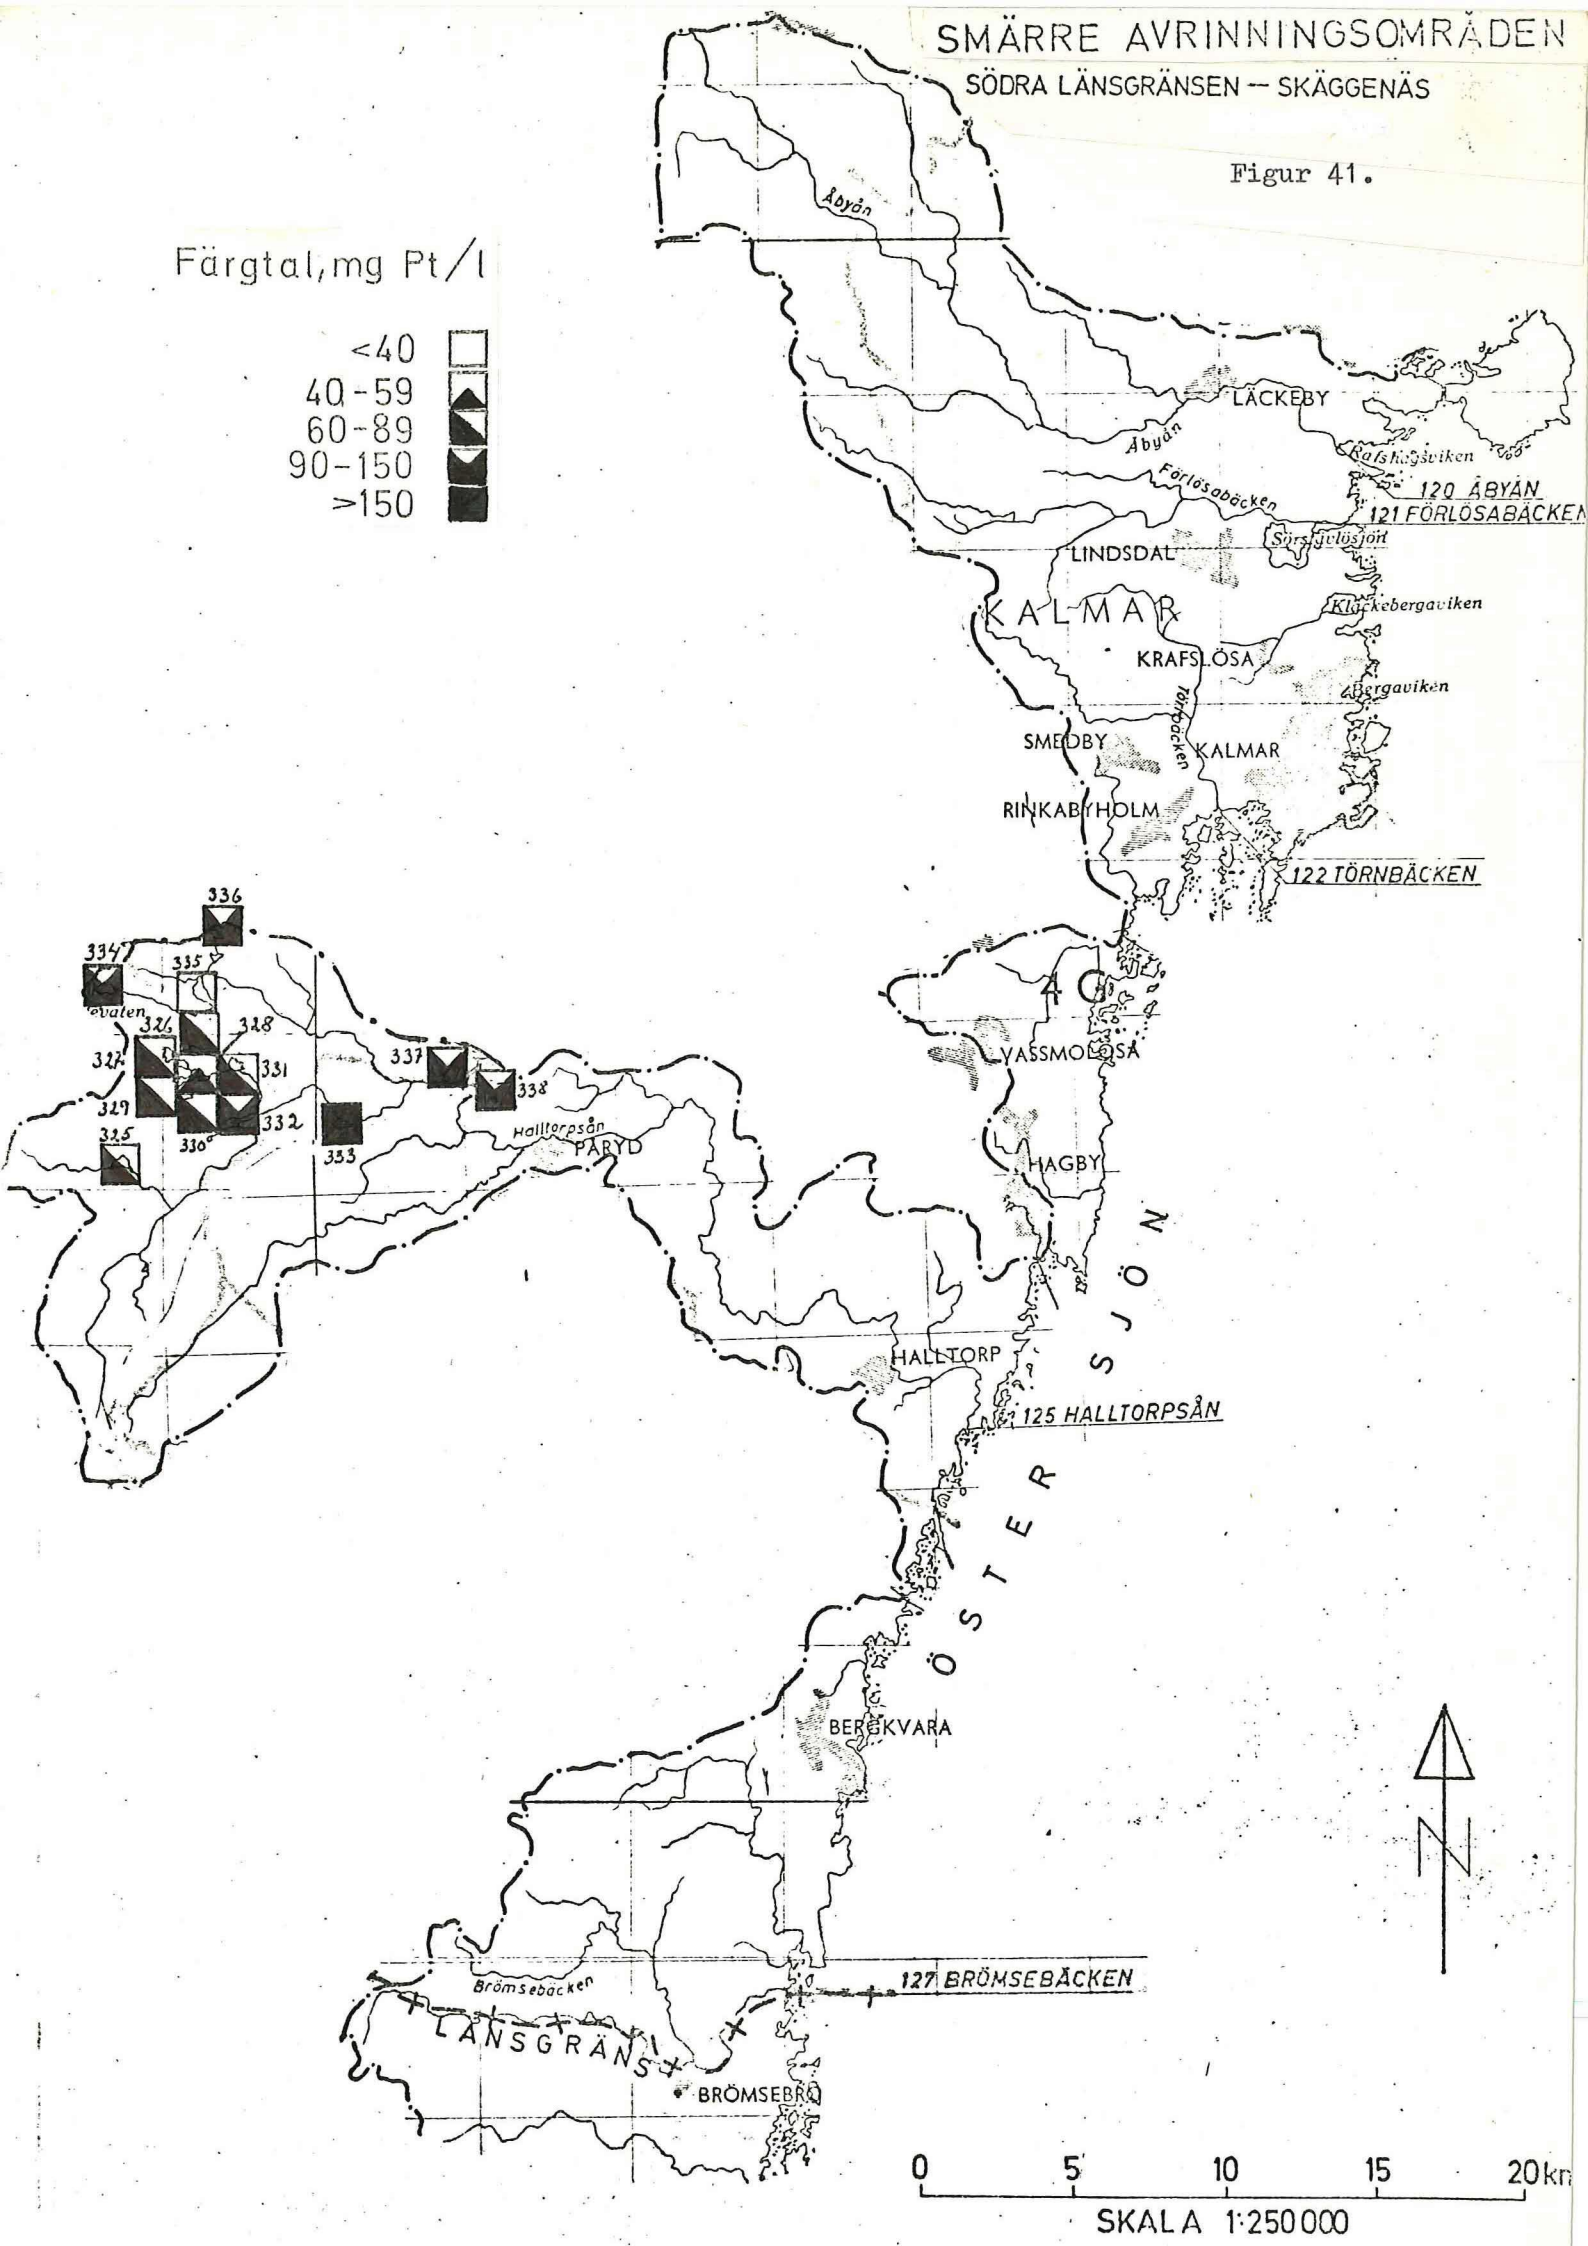 SMÄRRE AVRINNINGSOMRÅDEN
SÖDRA LÄNSGRÄNSEN — SKÄGGENÄS
Figur 41.
Färgtal, mg Pt/l
<40
40-59
60-89
90-150
>150
Åbyån
LÄCKEBY
Åbyån
Rafshagsviken
Förlösabäcken
120 ÅBYÅN
121 FÖRLÖSABÄCKEN
LINDSDAL
KALMAR
Kläckebergaviken
KRAFSLÖSA
Bergaviken
Törnbäcken
SMEDBY
KALMAR
RINKABYHOLM
122 TÖRNBÄCKEN
336
334
335
4G
326
328
327
331
337
VASSMOLÖSA
329
338
330
332
333
325
Halltorpsån
PÅRYD
HAGBY
HALLTORP
125 HALLTORPSÅN
ÖSTERSJÖN
BERGKVARA
N
Brömsebäcken
127 BRÖMSEBÄCKEN
LÄNSGRÄNS
BRÖMSEBRO
0 5 10 15 20km
SKALA 1:250000